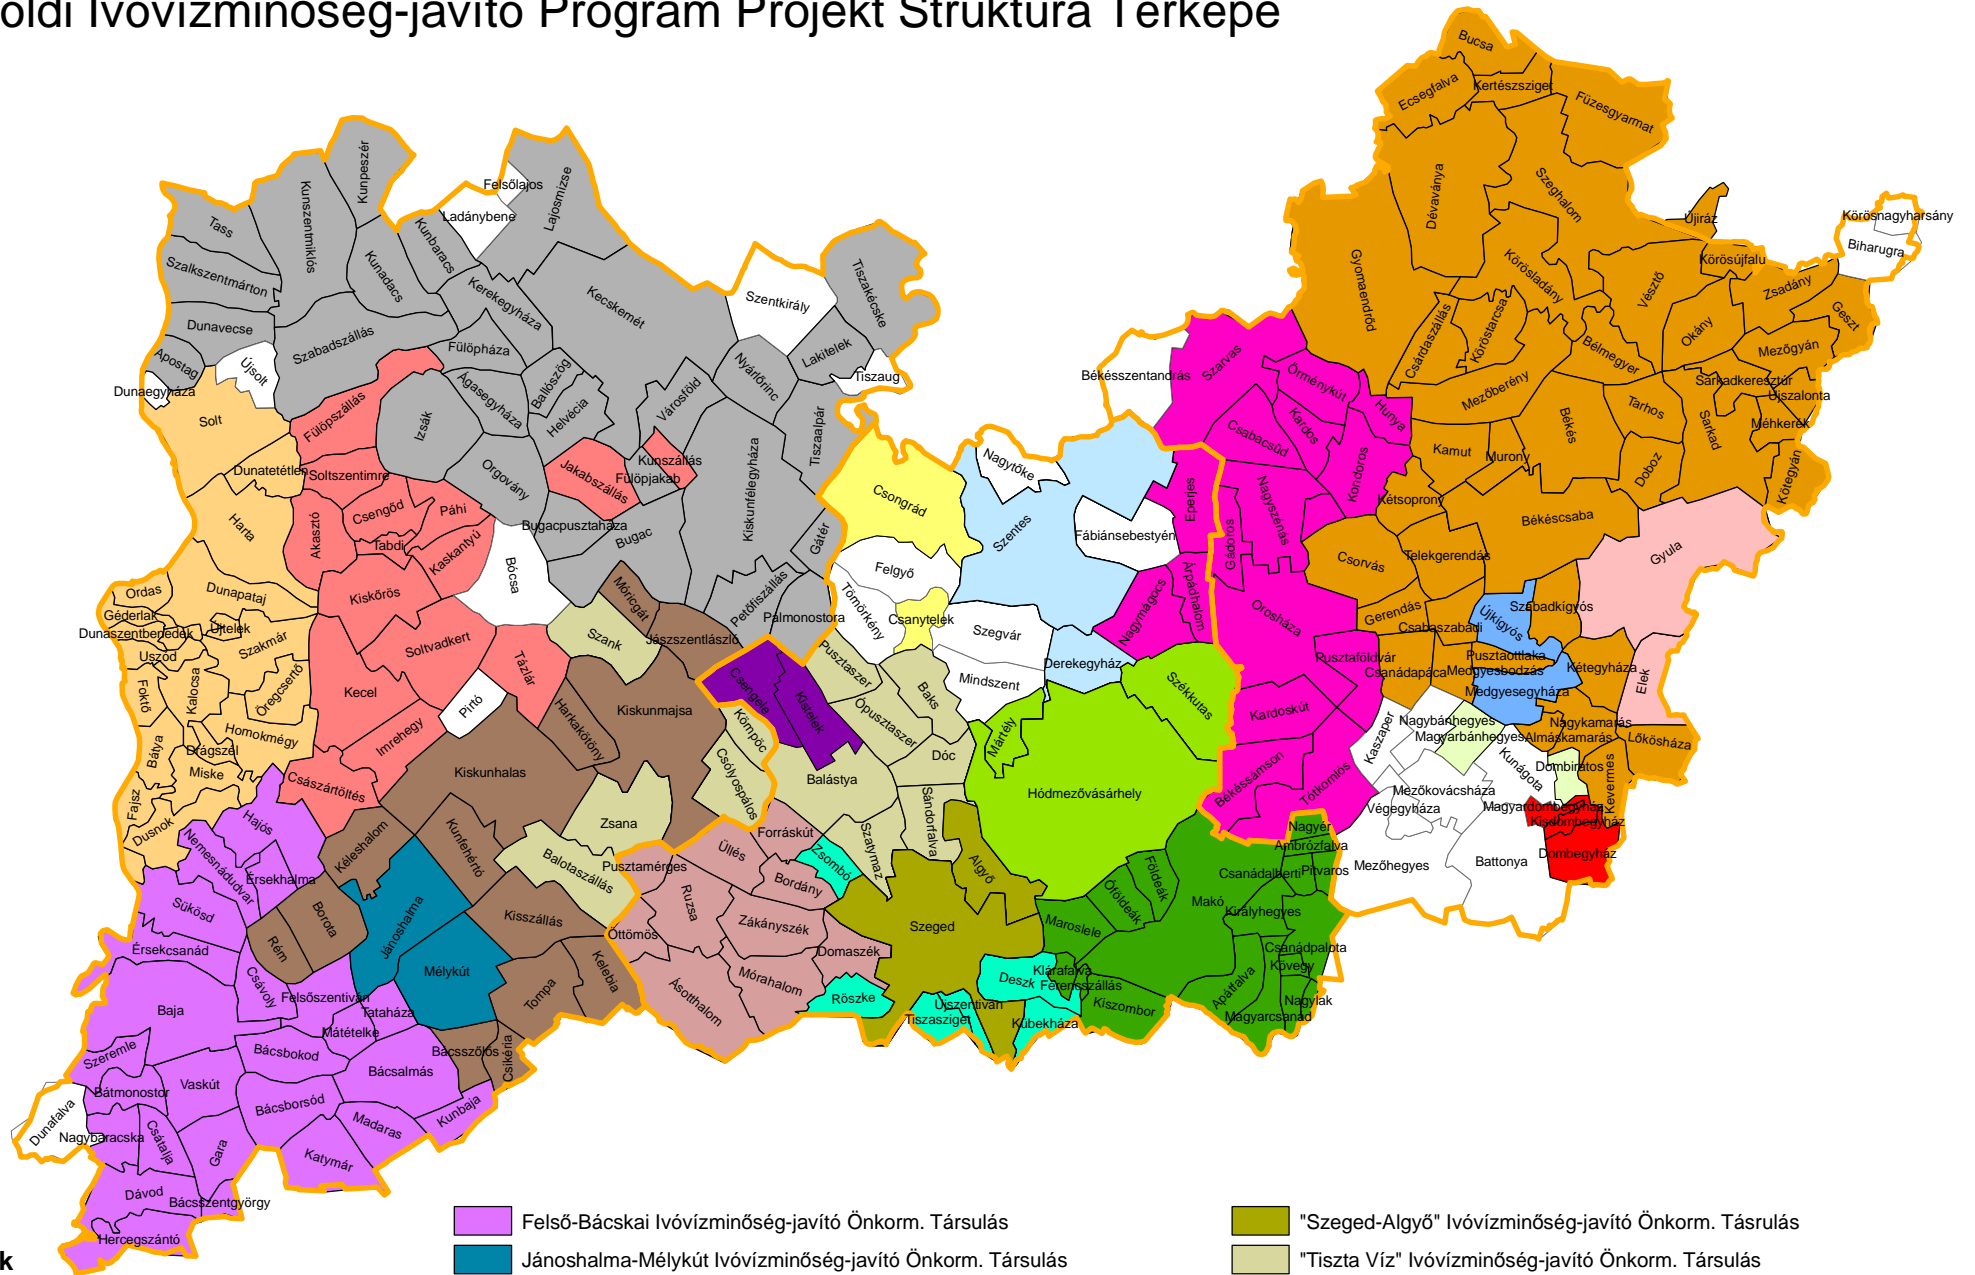 öldi Ivóvízminőség-javító Program Projekt Struktúra Térképe
Bucsa
Ecsegfalva
Kertészsziget
Füzesgyarmat
Kunpeszér
Kunszentmiklós
Felsőlajos
Lajosmizse
Ladánybene
Tass
Kunbaracs
Kunadacs
Szalkszentmárton
Kerekegyháza
Kecskemét
Szentkirály
Tiszakécske
Dunavecse
Szabadszállás
Fülöpháza
Apostag
Újsolt
Dunaegyháza
Ágasegyháza
Ballószög
Helvécia
Városföld
Nyárlőrinc
Lakitelek
Tiszaug
Dévaványa
Szeghalom
Újiráz
Körösnagyharsány
Biharugra
Gyomaendrőd
Körösladány
Vésztő
Körösújfalu
Zsadány
Geszt
Okány
Mezőgyán
Csárdaszállás
Köröstarcsa
Bélmegyer
Békésszentandrás
Szarvas
Örménykút
Hunya
Mezőberény
Sarkadkeresztúr
Újszalonta
Tarhos
Békés
Sarkad
Méhkerék
Solt
Fülöpszállás
Izsák
Csabacsűd
Kardos
Kondoros
Kamut
Murony
Doboz
Kötegyán
Dunatetétlen
Soltszentimre
Orgovány
Jakabszállás
Kunszállás
Fülöpjakab
Kiskunfélegyháza
Tiszaalpár
Csongrád
Nagytőke
Szentes
Fábiánsebestyén
Eperjes
Nagyszénás
Gádoros
Kétsoprony
Békéscsaba
Harta
Akasztó
Csengőd
Páhi
Tabdi
Kaskantyú
Bugacpusztaháza
Bugac
Gátér
Bócsa
Felgyő
Csorvás
Telekgerendás
Gyula
Ordas
Dunapataj
Kiskőrös
Móricgát
Petőfiszállás
Pálmonostora
Tömörkény
Csanytelek
Árpádhalom
Nagymágocs
Orosháza
Gerendás
Csabaszabadi
Újkígyós
Szabadkígyós
Géderlak
Dunaszentbenedek
Újtelek
Szakmár
Uszód
Soltvadkert
Szank
Jászszentlászló
Szegvár
Derekegyház
Pusztaszer
Foktő
Kalocsa
Öregcsertő
Kecel
Tázlár
Pirtó
Harkakötöny
Kiskunmajsa
Csengele
Kistelek
Baks
Mindszent
Székkutas
Pusztaföldvár
Csanádapáca
Pusztaottlaka
Medgyesbodzás
Kétegyháza
Medgyesegyháza
Elek
Kardoskút
Bátya
Homokmégy
Drágszél
Miske
Imrehegy
Kömpöc
Ópusztaszer
Dóc
Mártély
Kaszaper
Nagybánhegyes
Magyarbánhegyes
Nagykamarás
Almáskamarás
Lőkösháza
Császártöltés
Kiskunhalas
Csólyospálos
Balástya
Hódmezővásárhely
Békéssámson
Tótkomlós
Kunágota
Dombiratos
Kevermes
Mezőkovácsháza
Végegyháza
Magyardombegyház
Kisdombegyház
Dombegyház
Fajsz
Dusnok
Hajós
Nemesnádudvar
Érsekhalma
Kéleshalom
Kunfehértó
Zsana
Balotaszállás
Pusztamérges
Forráskút
Üllés
Zsombó
Szatymaz
Sándorfalva
Algyő
Bordány
Nagyér
Ambrózfalva
Csanádalberti
Pitvaros
Mezőhegyes
Battonya
Sükösd
Rém
Borota
Jánoshalma
Kisszállás
Ruzsa
Zákányszék
Szeged
Óföldeák
Földeák
Makó
Királyhegyes
Maroslele
Érsekcsanád
Öttömös
Domaszék
Csanádpalota
Kövegy
Csávoly
Felsőszentiván
Mélykút
Tompa
Kelebia
Ásotthalom
Mórahalom
Röszke
Deszk
Klárafalva
Ferencszállás
Kiszombor
Apátfalva
Magyarcsanád
Nagylak
Baja
Tataháza
Mátételke
Tiszasziget
Újszentiván
Kübekháza
Szeremle
Bácsbokod
Bácsszőlős
Csikéria
Bácsalmás
Bátmonostor
Vaskút
Dunafalva
Nagybaracska
Csátalja
Bácsborsód
Madaras
Kunbaja
Gara
Katymár
Dávod
Bácsszentgyörgy
Hercegszántó
k
Felső-Bácskai Ivóvízminőség-javító Önkorm. Társulás
Jánoshalma-Mélykút Ivóvízminőség-javító Önkorm. Társulás
"Szeged-Algyő" Ivóvízminőség-javító Önkorm. Tásrulás
"Tiszta Víz" Ivóvízminőség-javító Önkorm. Társulás